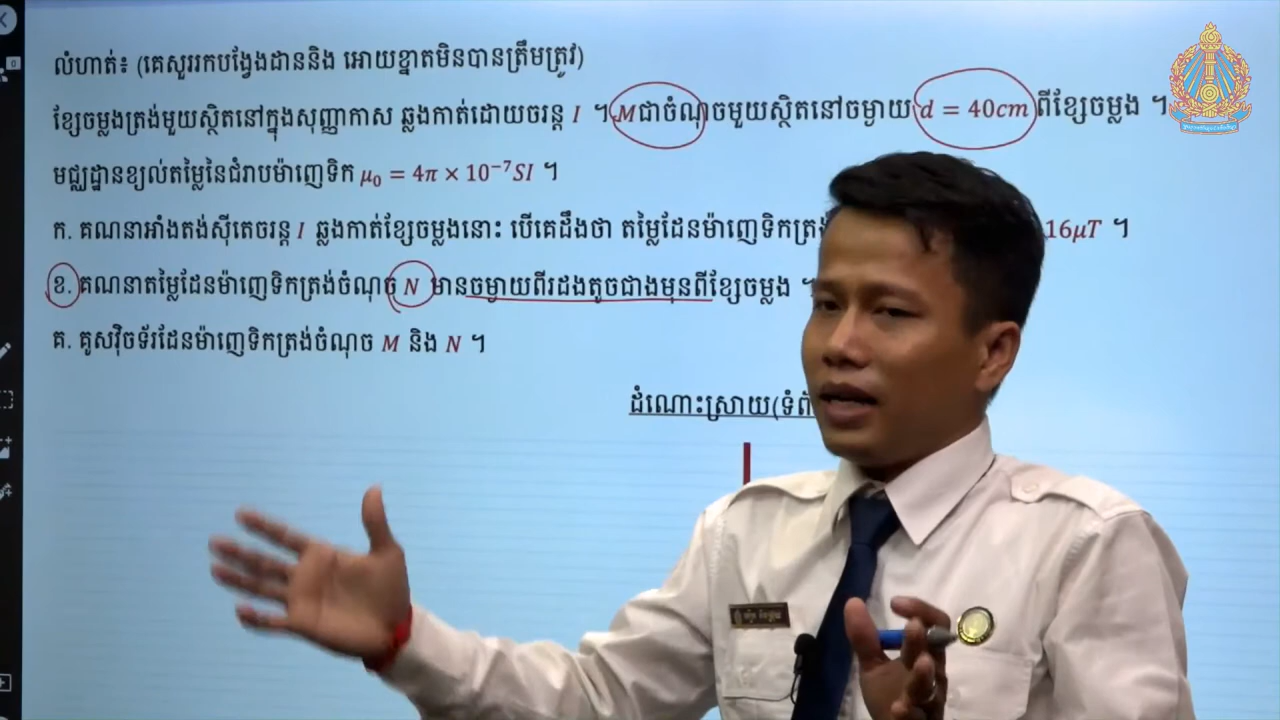 លំហាត់៖ (គេសួររកបង្វែងដាននិង អោយខ្នាតមិនបានត្រឹមត្រូវ)
ខ្សែចម្លងត្រង់មួយស្ថិតនៅក្នុងសុញ្ញាកាស ឆ្លងកាត់ដោយចរន្ត I ។ M ជាចំណុចមួយស្ថិតនៅចម្ងាយ d = 40cm ពីខ្សែចម្លង ។
មជ្ឈដ្ឋានខ្យល់តម្លៃនៃជំរាបម៉ាញេទិក μ₀ = 4π × 10⁻⁷SI ។
ក. គណនាអាំងតង់ស៊ីតេចរន្ត I ឆ្លងកាត់ខ្សែចម្លងនោះ បើគេដឹងថា តម្លៃដែនម៉ាញេទិកត្រង់ 16μT ។
ខ. គណនាតម្លៃដែនម៉ាញេទិកត្រង់ចំណុច N មានចម្ងាយពីរដងតូចជាងមុនពីខ្សែចម្លង ។
គ. គូសវ៉ិចទ័រដែនម៉ាញេទិកត្រង់ចំណុច M និង N ។
ដំណោះស្រាយ